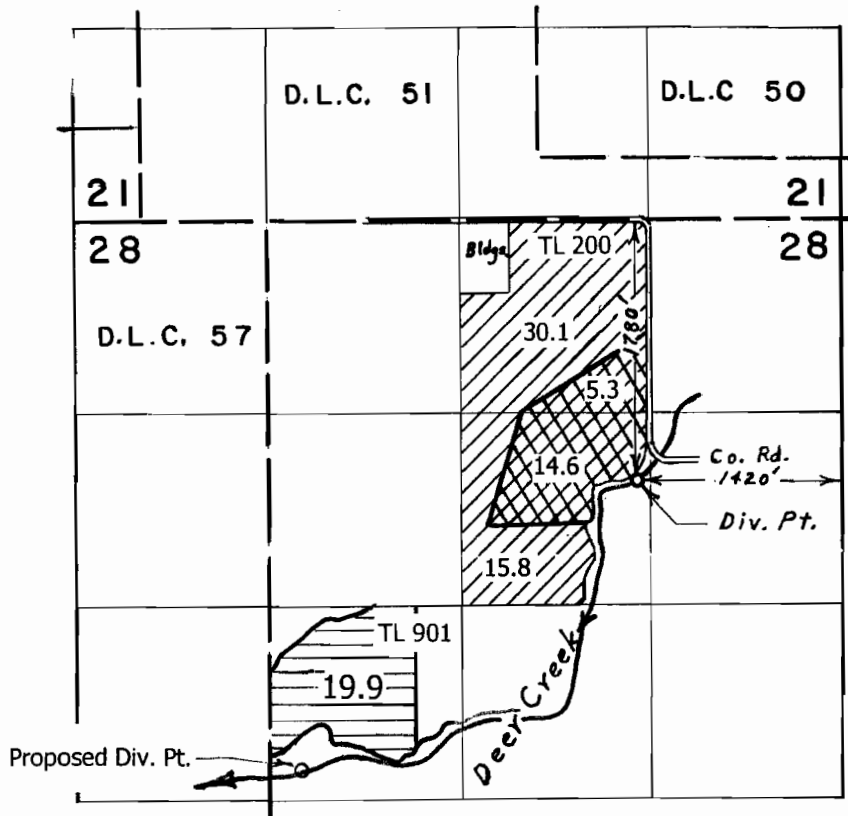 D.L.C. 51
D.L.C 50
21
21
28
28
Bldgs.
TL 200
D.L.C. 57
30.1
1780'
5.3
14.6
Co. Rd.
1420'
Div. Pt.
15.8
TL 901
19.9
Deer Creek
Proposed Div. Pt.